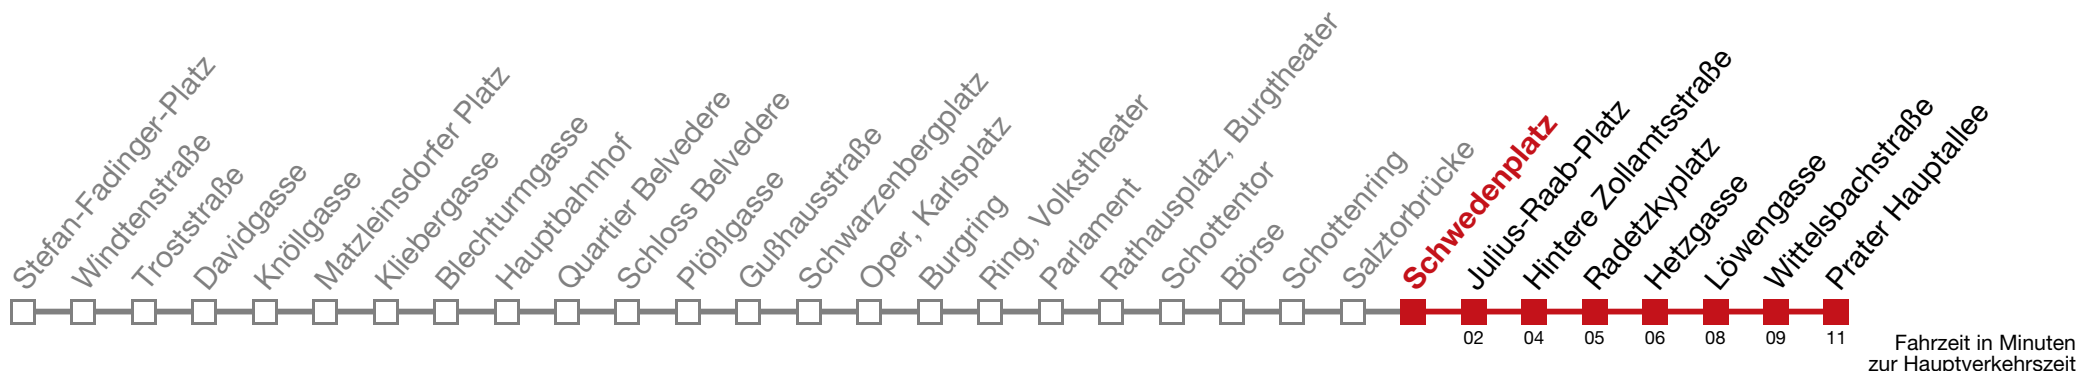 Stefan-Fadinger-Platz
Windtenstraße
Troststraße
Davidgasse
Knöllgasse
Matzleinsdorfer Platz
Kliebergasse
Blechturmgasse
Hauptbahnhof
Quartier Belvedere
Schloss Belvedere
Plößlgasse
Gußhausstraße
Schwarzenbergplatz
Oper, Karlsplatz
Burgring
Ring, Volkstheater
Parlament
Rathausplatz, Burgtheater
Schottentor
Börse
Schottenring
Salztorbrücke
Schwedenplatz
Julius-Raab-Platz
Hintere Zollamtsstraße
Radetzkyplatz
Hetzgasse
Löwengasse
Wittelsbachstraße
Prater Hauptallee
02 04 05 06 08 09 11
Fahrzeit in Minuten
zur Hauptverkehrszeit